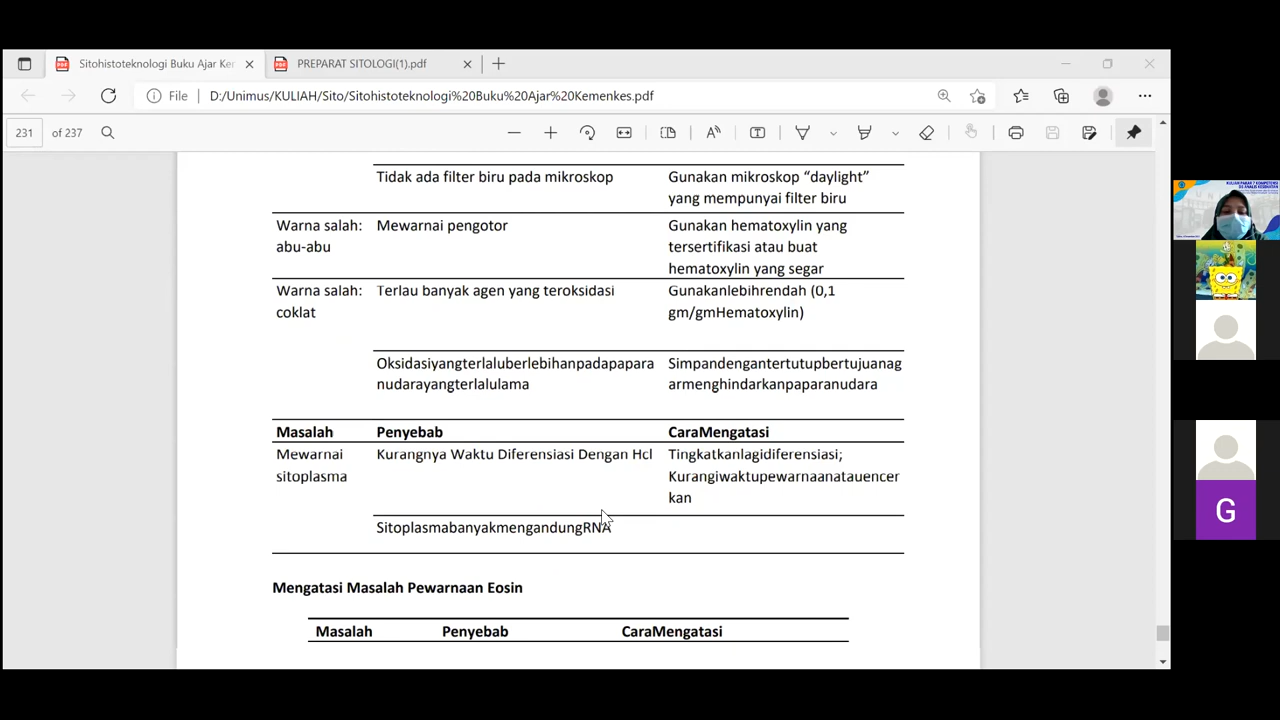 Sitohistoteknologi Buku Ajar Ker
PREPARAT SITOLOGI(1).pdf
File D:/Unimus/KULIAH/Sito/Sitohistoteknologi%20Buku%20Ajar%20Kemenkes.pdf
231 of 237
Tidak ada filter biru pada mikroskop Gunakan mikroskop “daylight”
yang mempunyai filter biru
Warna salah: Mewarnai pengotor Gunakan hematoxylin yang
abu-abu tersertifikasi atau buat
hematoxylin yang segar
Warna salah: Terlau banyak agen yang teroksidasi Gunakanlebihrendah (0,1
coklat gm/gmHematoxylin)
Oksidasiyangterlaluberlebihanpadapapara Simpandengantertutupbertujuanag
nudarayangterlalulama armenghindarkanpaparanudara
Masalah Penyebab CaraMengatasi
Mewarnai Kurangnya Waktu Diferensiasi Dengan Hcl Tingkatkanlagidiferensiasi;
sitoplasma Kurangiwaktupewarnaanatauencer
kan
SitoplasmabanyakmengandungRNA
Mengatasi Masalah Pewarnaan Eosin
Masalah Penyebab CaraMengatasi
KULIAH PAKAR 7 KOMPETENSI
G